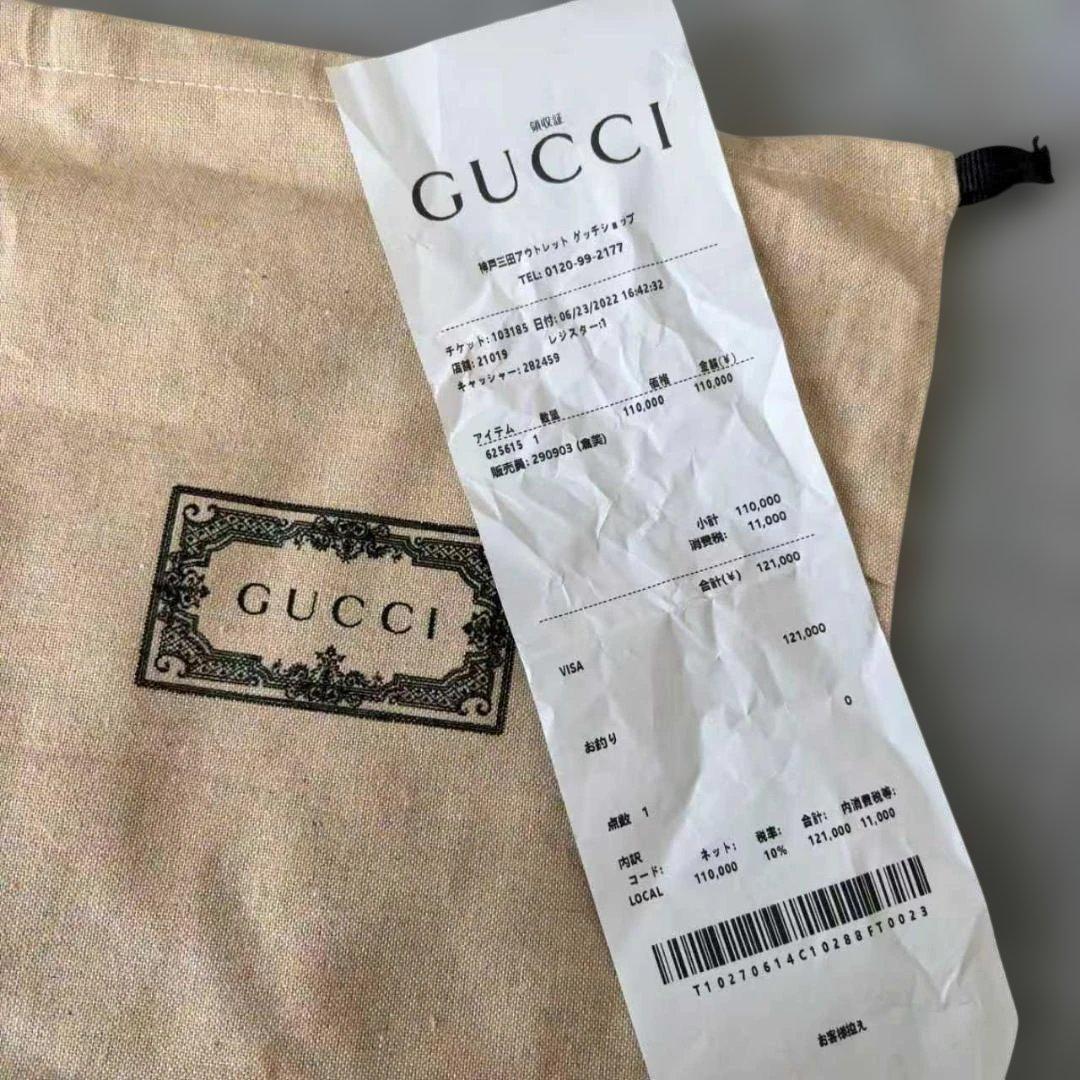 領収証
GUCCI
神戸三田アウトレット グッチショップ
TEL: 0120-99-2177
チケット: 103185 日付: 06/23/2022 16:42:32
店舗: 21019 レジスター:1
キャッシャー: 282459
アイテム 数量 価格 金額(¥)
625615 1 110,000 110,000
販売員: 290903
小計 110,000
消費税: 11,000
合計(¥) 121,000
VISA 121,000
お釣り 0
点数 1
内訳
コード: ネット: 税率: 合計: 内消費税等:
LOCAL 110,000 10% 121,000 11,000
T10270614C10288FT0023
お客様控え
GUCCI